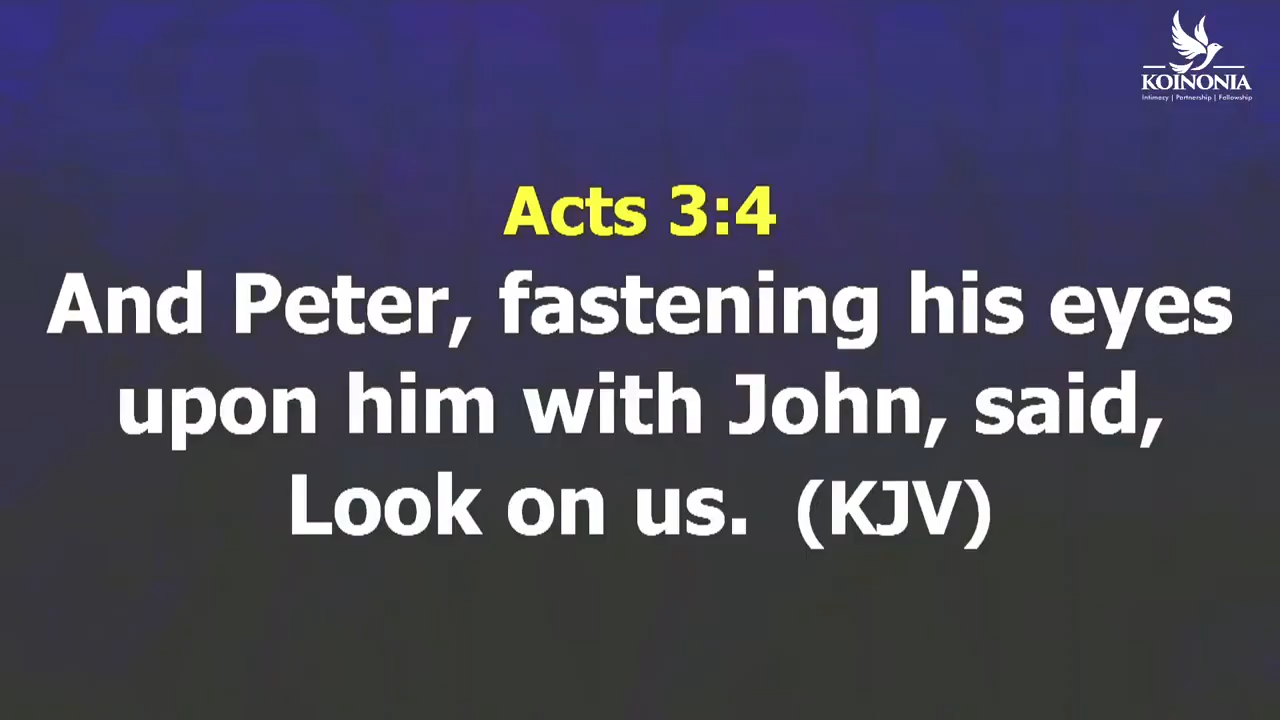 KOINONIA
Intimacy | Partnership | Fellowship
Acts 3:4
And Peter, fastening his eyes
upon him with John, said,
Look on us.  (KJV)